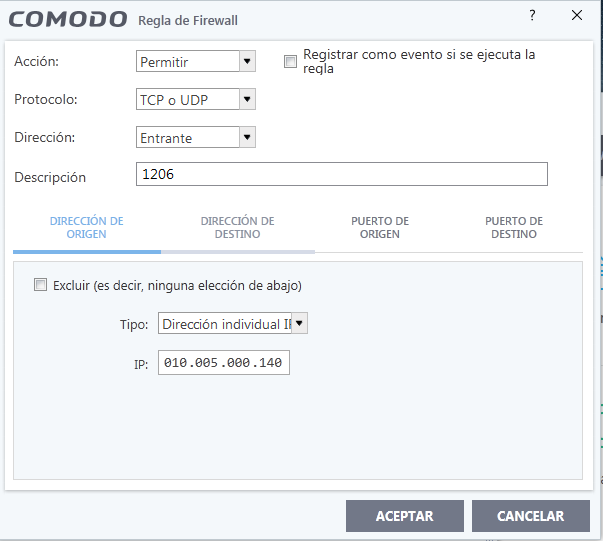 COMODO Regla de Firewall ?
Acción: Permitir Registrar como evento si se ejecuta la
regla
Protocolo: TCP o UDP
Dirección: Entrante
Descripción 1206
DIRECCIÓN DE DIRECCIÓN DE PUERTO DE PUERTO DE
ORIGEN DESTINO ORIGEN DESTINO
Excluir (es decir, ninguna elección de abajo)
Tipo: Dirección individual
IP: 010.005.000.140
ACEPTAR CANCELAR